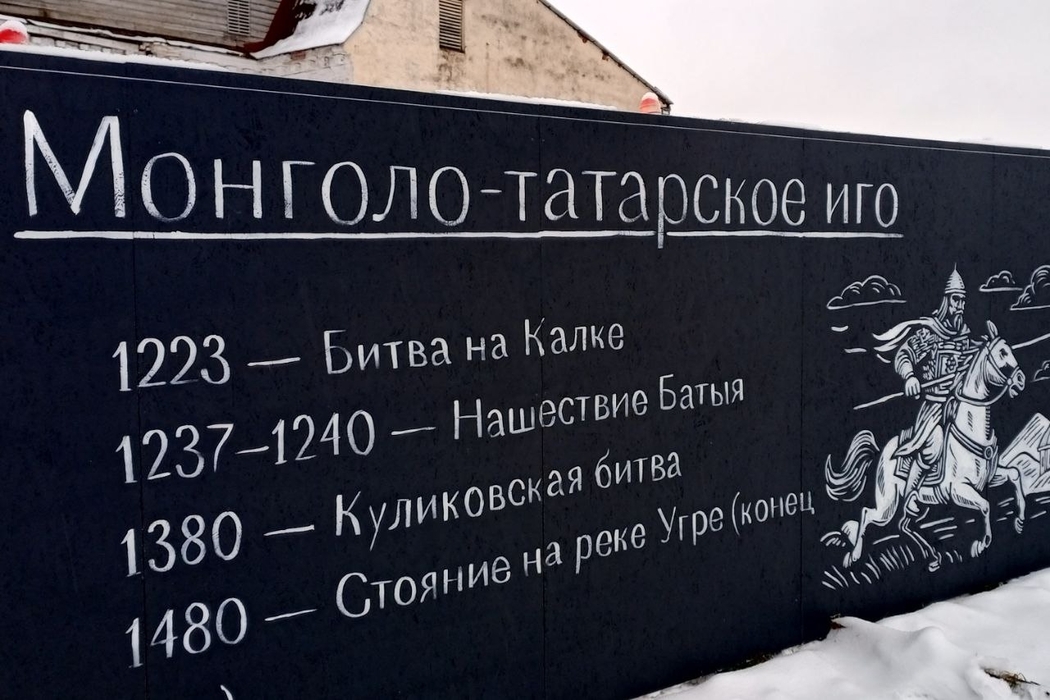 Монголо-татарское иго
1223 — Битва на Калке
1237–1240 — Нашествие Батыя
1380 — Куликовская битва
1480 — Стояние на реке Угре (конец